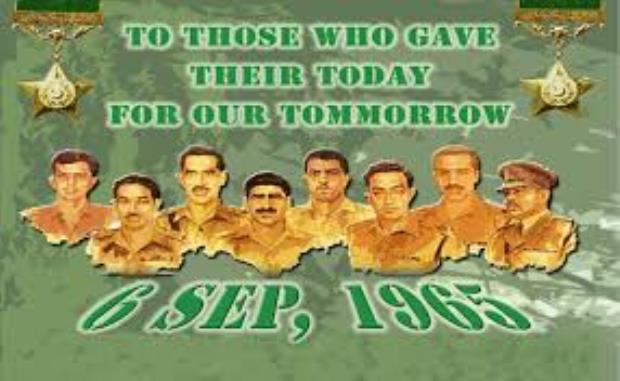 TO THOSE WHO GAVE
THEIR TODAY
FOR OUR TOMMORROW
6 SEP, 1965